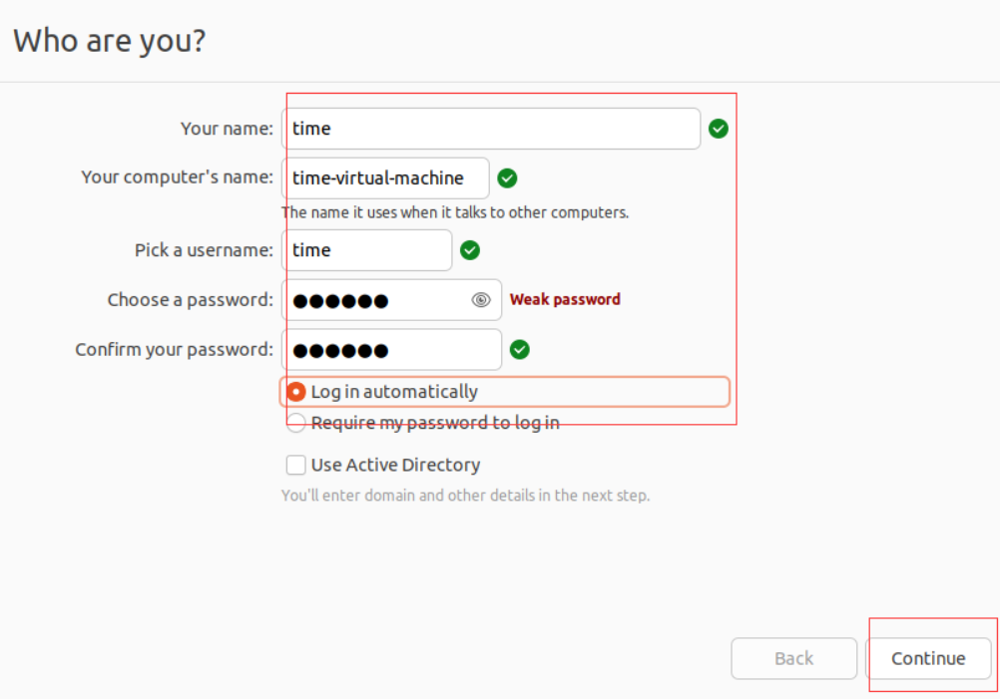 Who are you?
Your name: time
Your computer's name: time-virtual-machine
The name it uses when it talks to other computers.
Pick a username: time
Choose a password: ●●●●●● Weak password
Confirm your password: ●●●●●●
Log in automatically
Require my password to log in
Use Active Directory
You'll enter domain and other details in the next step.
Back Continue